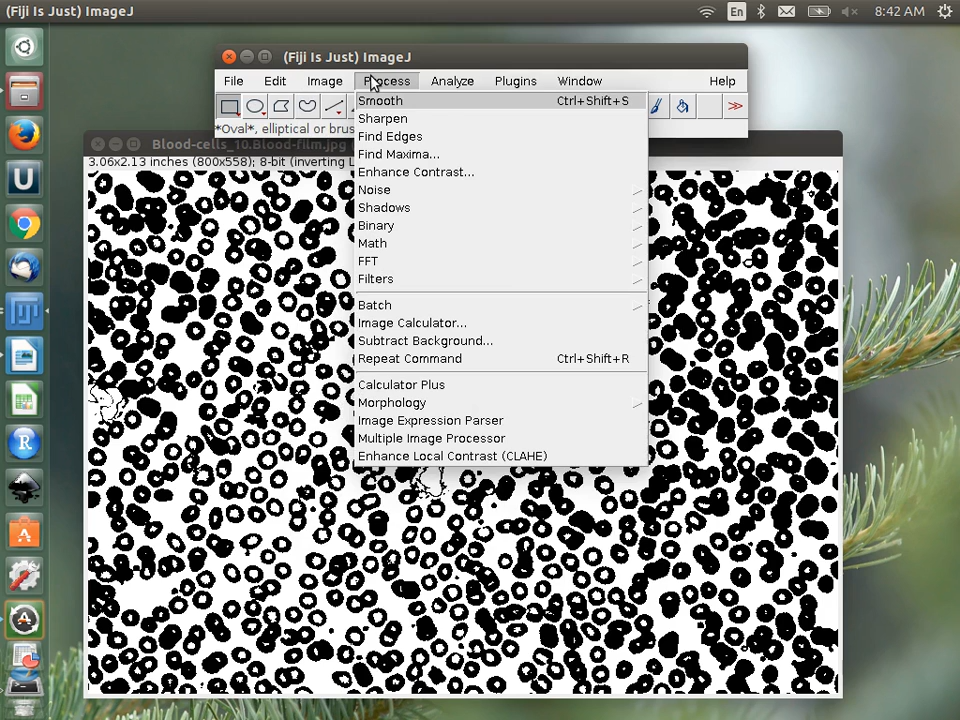 (Fiji Is Just) ImageJ
En
8:42 AM
(Fiji Is Just) ImageJ
File Edit Image Process Analyze Plugins Window Help
*Oval*, elliptical or brus
Blood-cells_10.Blood-film.jpg
3.06x2.13 inches (800x558); 8-bit (inverting L
Smooth Ctrl+Shift+S
Sharpen
Find Edges
Find Maxima...
Enhance Contrast...
Noise
Shadows
Binary
Math
FFT
Filters
Batch
Image Calculator...
Subtract Background...
Repeat Command Ctrl+Shift+R
Calculator Plus
Morphology
Image Expression Parser
Multiple Image Processor
Enhance Local Contrast (CLAHE)